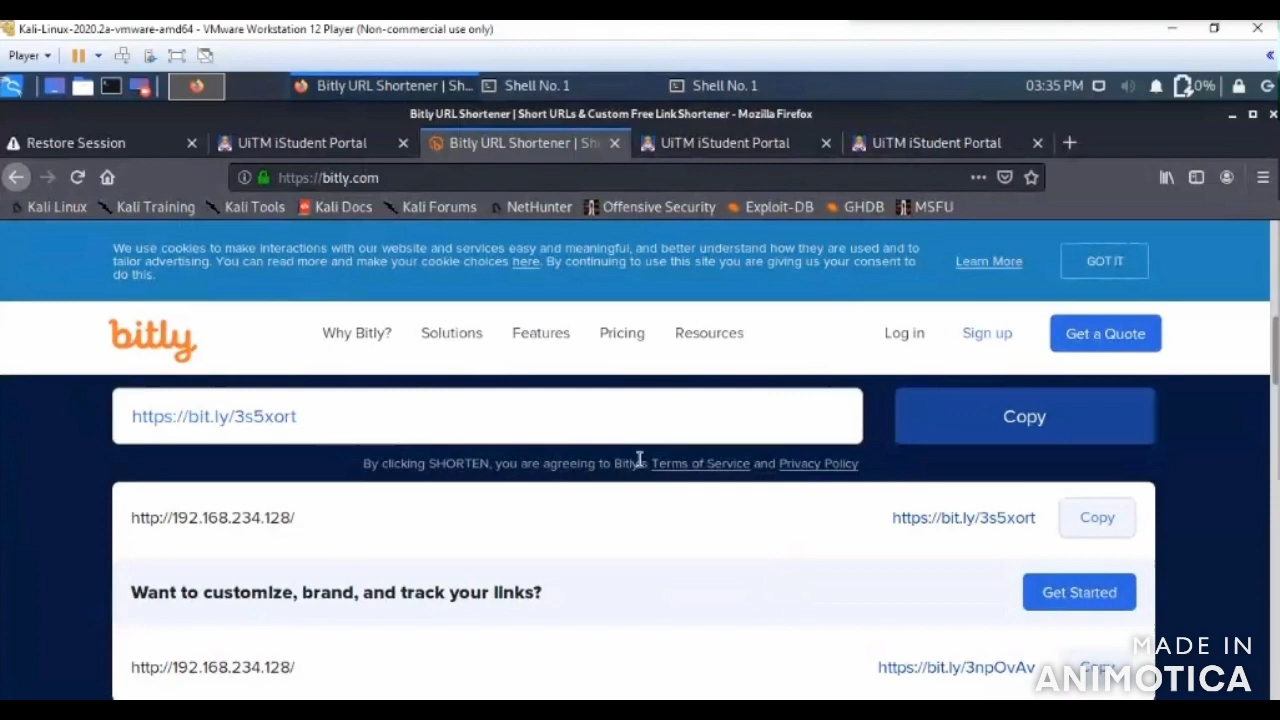 Kali-Linux-2020.2a-vmware-amd64 - VMware Workstation 12 Player (Non-commercial use only)
Player
Bitly URL Shortener | Sh... Shell No. 1 Shell No. 1 03:35 PM 0%
Bitly URL Shortener | Short URLs & Custom Free Link Shortener - Mozilla Firefox
Restore Session UiTM iStudent Portal Bitly URL Shortener | Sh UiTM iStudent Portal UiTM iStudent Portal
https://bitly.com
Kali Linux Kali Training Kali Tools Kali Docs Kali Forums NetHunter Offensive Security Exploit-DB GHDB MSFU
We use cookies to make interactions with our website and services easy and meaningful, and better understand how they are used and to
tailor advertising. You can read more and make your cookie choices here. By continuing to use this site you are giving us your consent to
do this.
Learn More GOT IT
bitly Why Bitly? Solutions Features Pricing Resources Log in Sign up Get a Quote
https://bit.ly/3s5xort Copy
By clicking SHORTEN, you are agreeing to Bitly's Terms of Service and Privacy Policy
http://192.168.234.128/ https://bit.ly/3s5xort Copy
Want to customize, brand, and track your links? Get Started
http://192.168.234.128/ https://bit.ly/3npOvAv Copy
MADE IN
ANIMOTICA